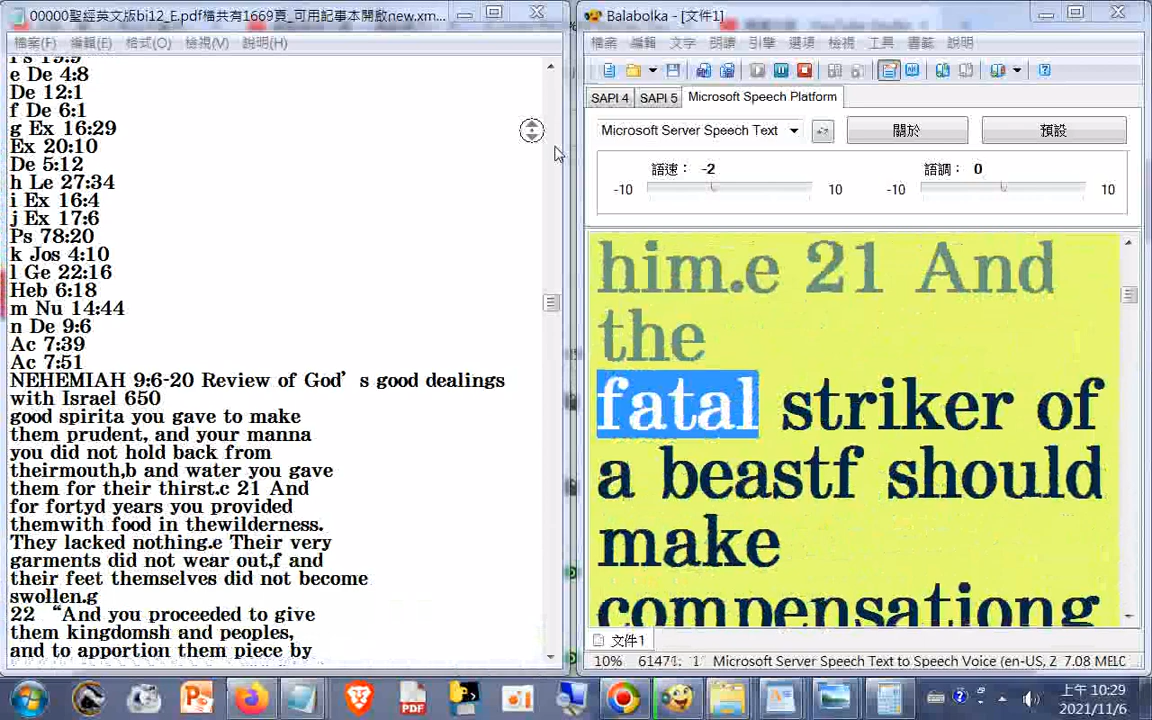 00000聖經英文版bi12_E.pdf檔共有1669頁_可用記事本開啟new.xm...
檔案(F) 編輯(E) 格式(O) 檢視(V) 說明(H)
e De 4:8
De 12:1
f De 6:1
g Ex 16:29
Ex 20:10
De 5:12
h Le 27:34
i Ex 16:4
j Ex 17:6
Ps 78:20
k Jos 4:10
l Ge 22:16
Heb 6:18
m Nu 14:44
n De 9:6
Ac 7:39
Ac 7:51
NEHEMIAH 9:6-20 Review of God’s good dealings
with Israel 650
good spirita you gave to make
them prudent, and your manna
you did not hold back from
theirmouth,b and water you gave
them for their thirst.c 21 And
for fortyd years you provided
themwith food in thewilderness.
They lacked nothing.e Their very
garments did not wear out,f and
their feet themselves did not become
swollen.g
22 “And you proceeded to give
them kingdomsh and peoples,
and to apportion them piece by
Balabolka - [文件1]
檔案 編輯 文字 朗讀 引擎 選項 檢視 工具 書籤 說明
SAPI 4 SAPI 5 Microsoft Speech Platform
Microsoft Server Speech Text 關於 預設
語速： -2 語調： 0
-10 10 -10 10
him.e 21 And
the
fatal striker of
a beastf should
make
compensationg
文件1
10% 61471: 1 Microsoft Server Speech Text to Speech Voice (en-US, Z 7.08 MELC
PDF
上午 10:29
2021/11/6